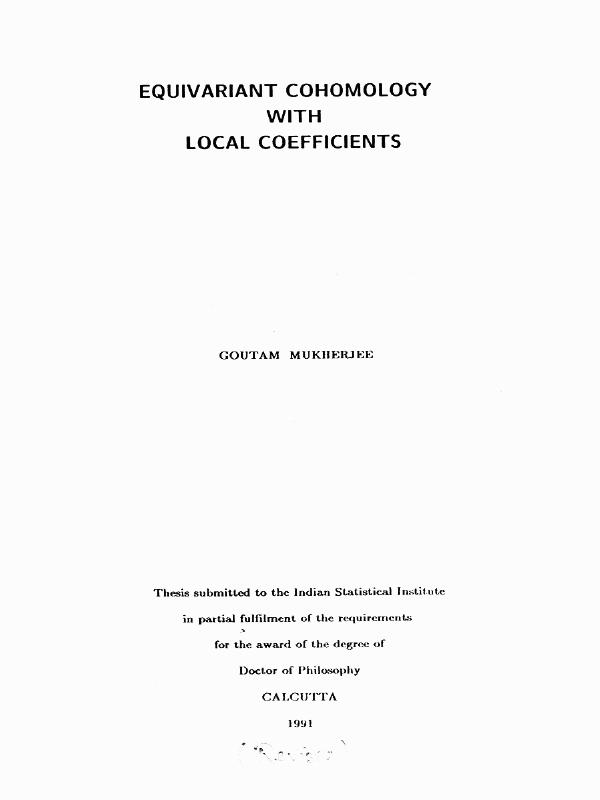 EQUIVARIANT COHOMOLOGY
WITH
LOCAL COEFFICIENTS
GOUTAM MUKHERJEE
Thesis submitted to the Indian Statistical Institute
in partial fulfilment of the requirements
for the award of the degree of
Doctor of Philosophy
CALCUTTA
1991